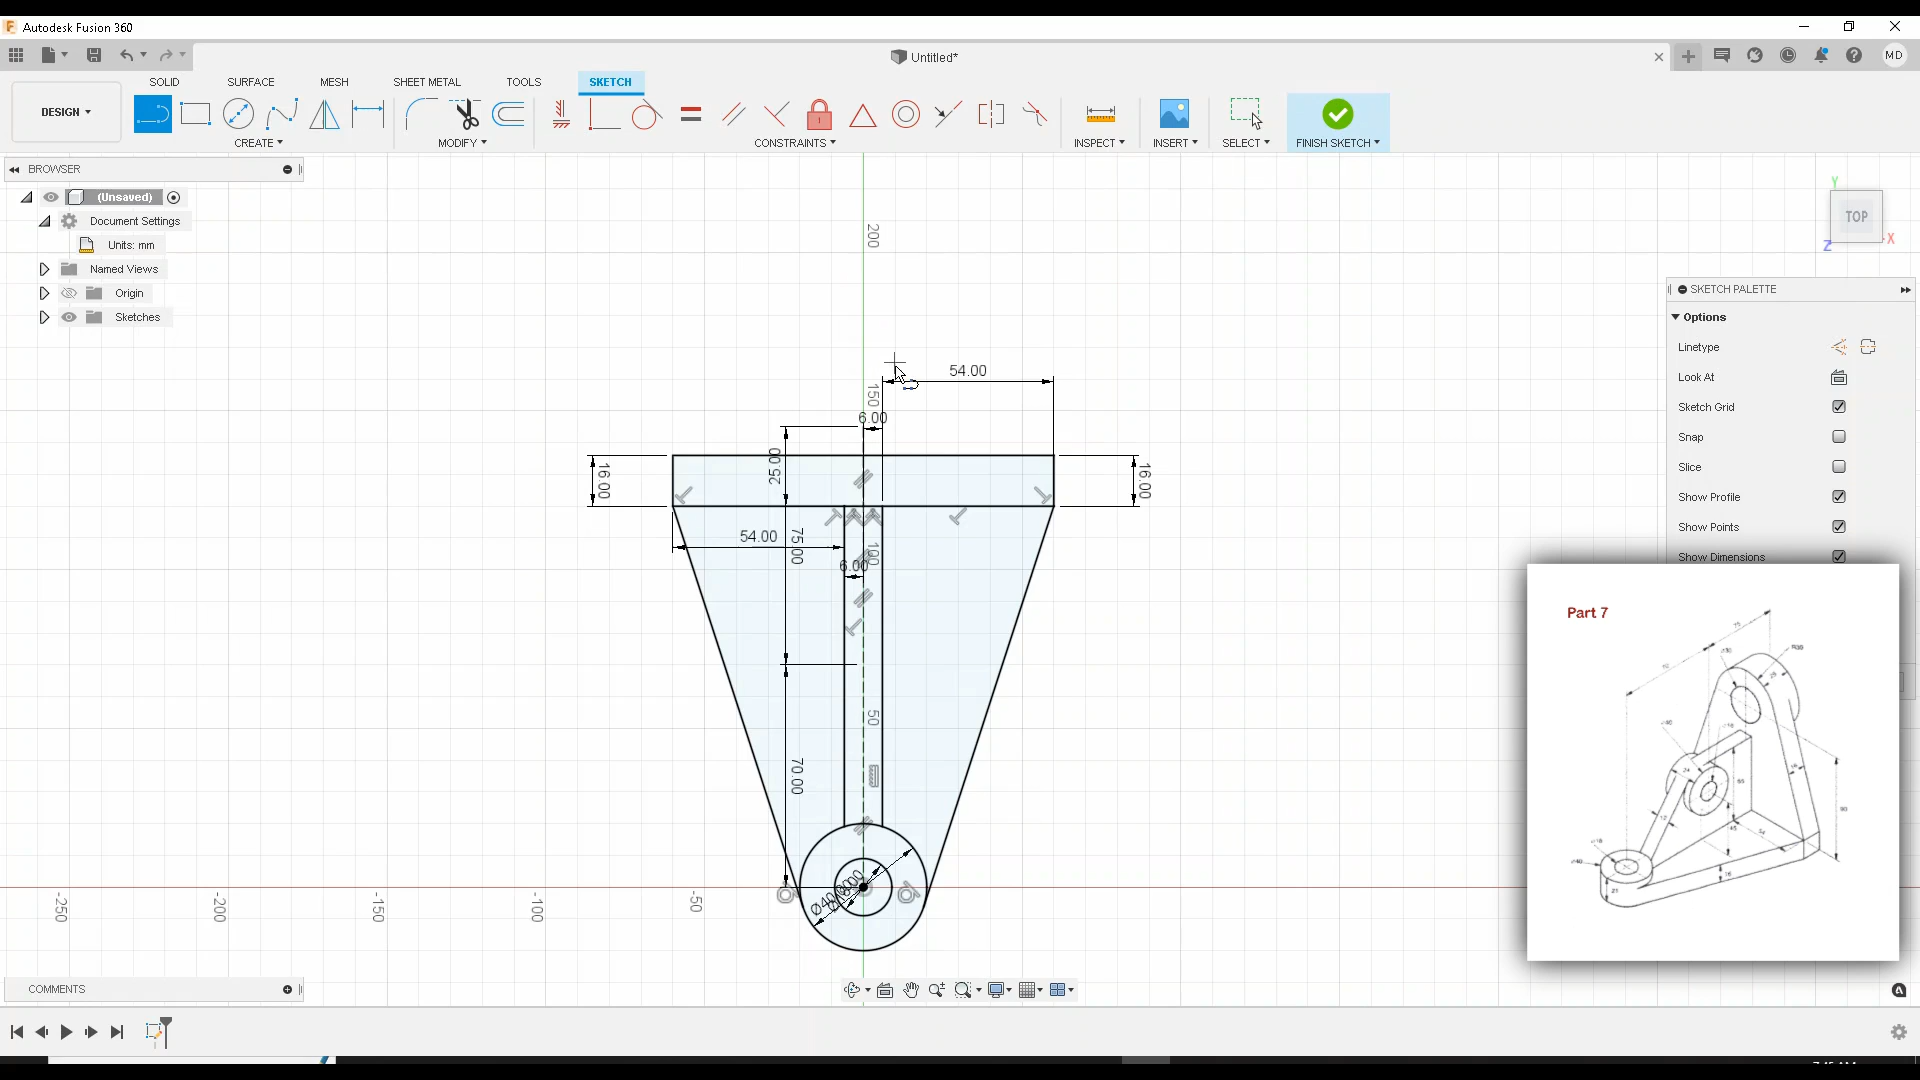 Autodesk Fusion 360
Untitled*
MD
DESIGN
SOLID
SURFACE
MESH
SHEET METAL
TOOLS
SKETCH
CREATE
MODIFY
CONSTRAINTS
INSPECT
INSERT
SELECT
FINISH SKETCH
BROWSER
(Unsaved)
Document Settings
Units: mm
Named Views
Origin
Sketches
Y
TOP
X
Z
SKETCH PALETTE
Options
Linetype
Look At
Sketch Grid
Snap
Slice
Show Profile
Show Points
Show Dimensions
200
150
54.00
6.00
25.00
16.00
16.00
54.00
75.00
100
6.00
50
70.00
-250
-200
-150
-100
-50
Part 7
COMMENTS